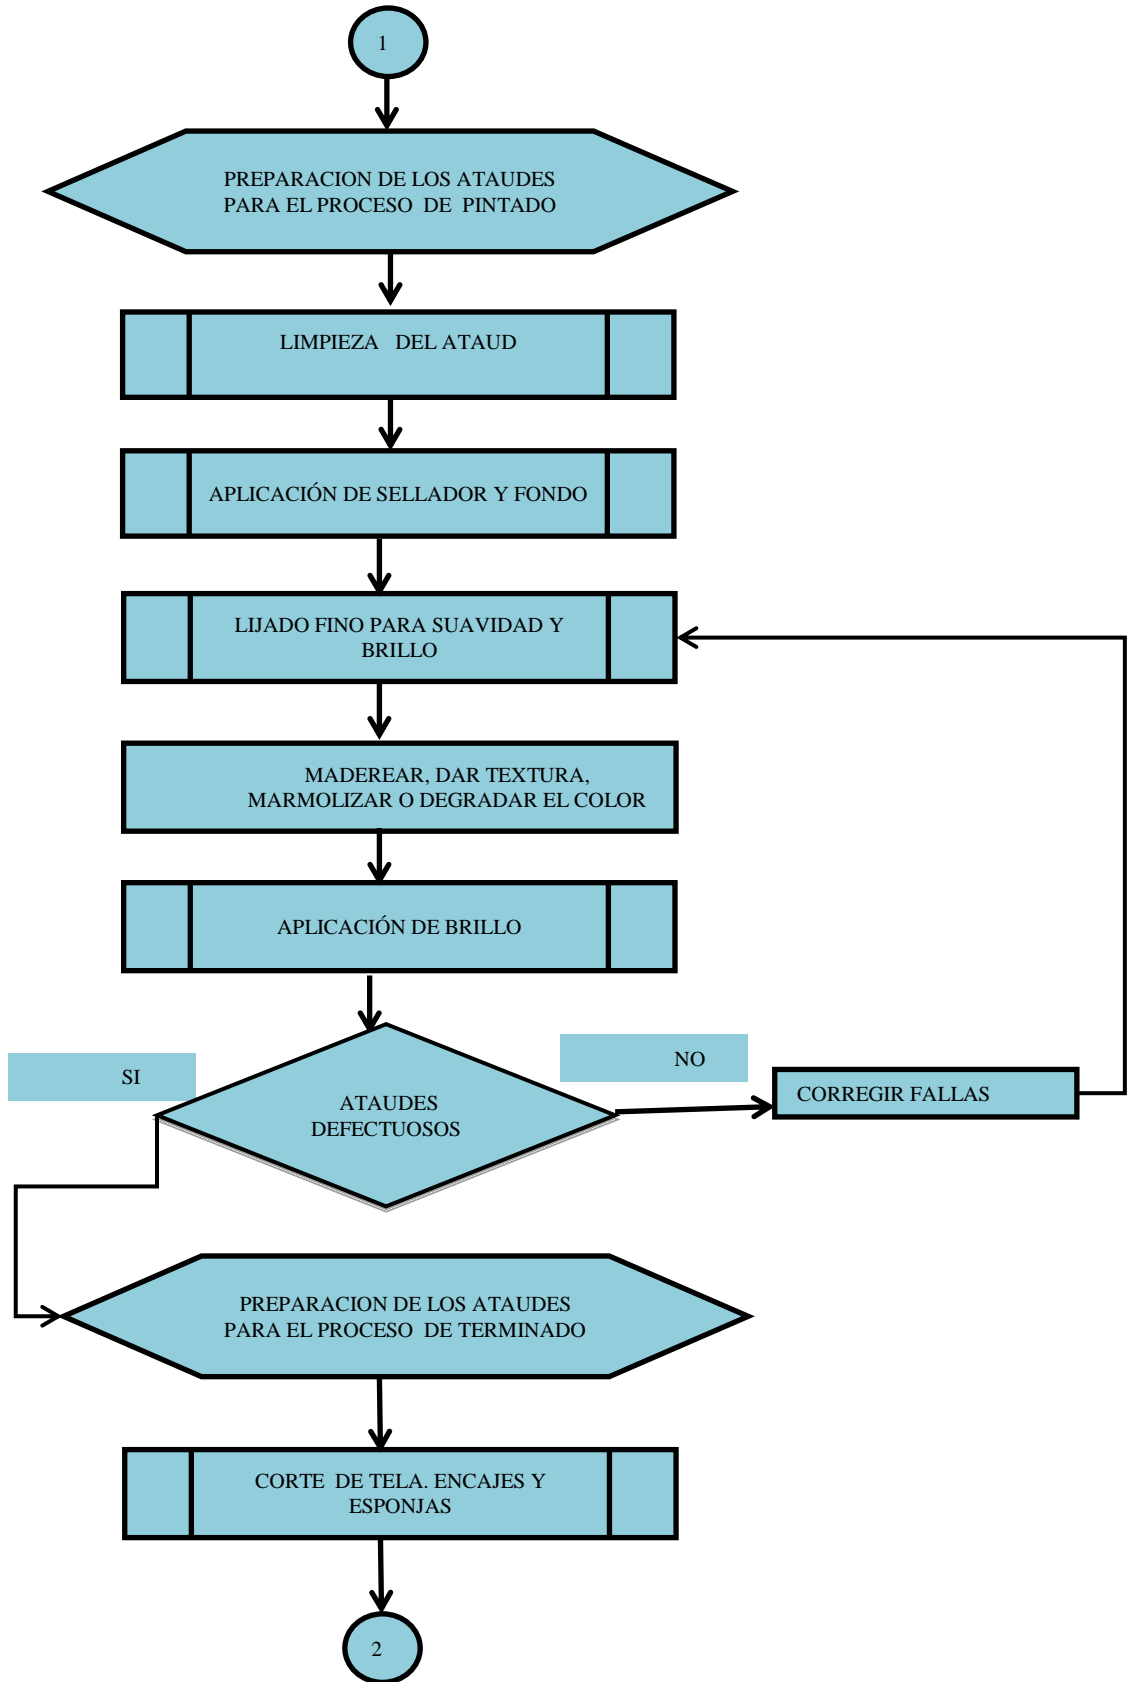 1
PREPARACION DE LOS ATAUDES
PARA EL PROCESO DE PINTADO
LIMPIEZA DEL ATAUD
APLICACIÓN DE SELLADOR Y FONDO
LIJADO FINO PARA SUAVIDAD Y
BRILLO
MADEREAR, DAR TEXTURA,
MARMOLIZAR O DEGRADAR EL COLOR
APLICACIÓN DE BRILLO
SI
NO
ATAUDES
DEFECTUOSOS
CORREGIR FALLAS
PREPARACION DE LOS ATAUDES
PARA EL PROCESO DE TERMINADO
CORTE DE TELA. ENCAJES Y
ESPONJAS
2